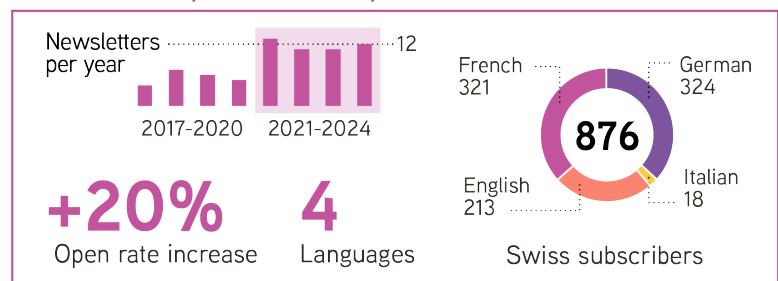 Newsletters
per year
12
2017-2020
2021-2024
+20%
Open rate increase
4
Languages
French
321
German
324
876
English
213
Italian
18
Swiss subscribers